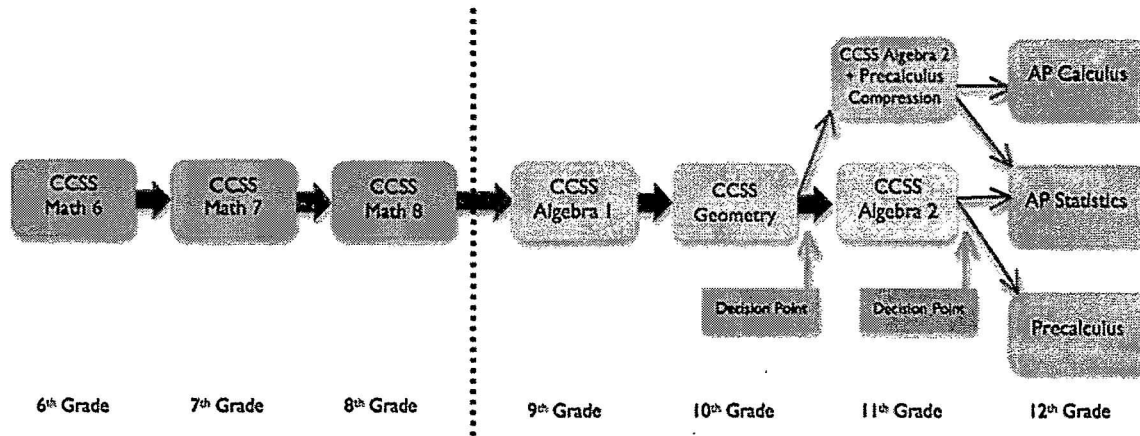 CCSS Algebra 2
+ Precalculus
Compression
AP Calculus
CCSS
Math 6
CCSS
Math 7
CCSS
Math 8
CCSS
Algebra 1
CCSS
Geometry
CCSS
Algebra 2
AP Statistics
Decision Point
Decision Point
Precalculus
6th Grade
7th Grade
8th Grade
9th Grade
10th Grade
11th Grade
12th Grade